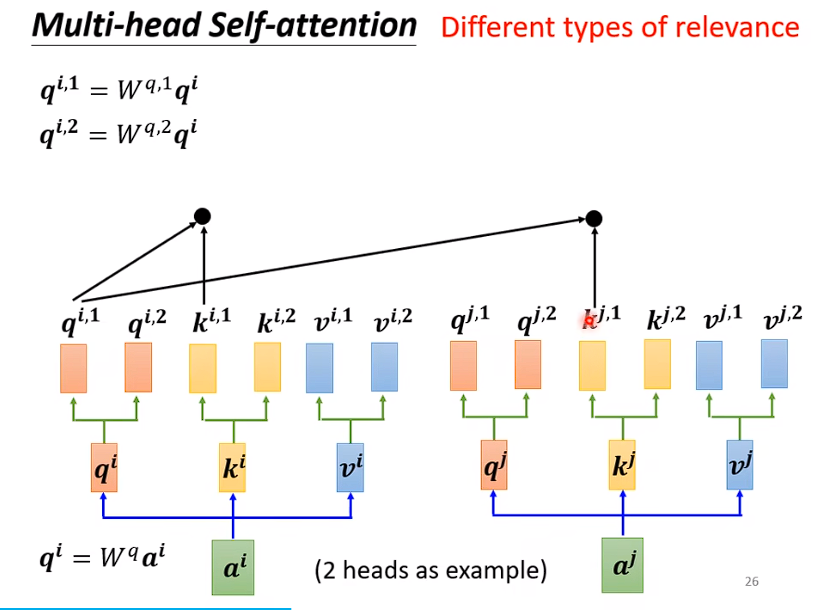 Multi-head Self-attention Different types of relevance
q^{i,1} = W^{q,1}q^i
q^{i,2} = W^{q,2}q^i
q^{i,1} q^{i,2} k^{i,1} k^{i,2} v^{i,1} v^{i,2} q^{j,1} q^{j,2} k^{j,1} k^{j,2} v^{j,1} v^{j,2}
q^i k^i v^i q^j k^j v^j
q^i = W^q a^i a^i (2 heads as example) a^j
26